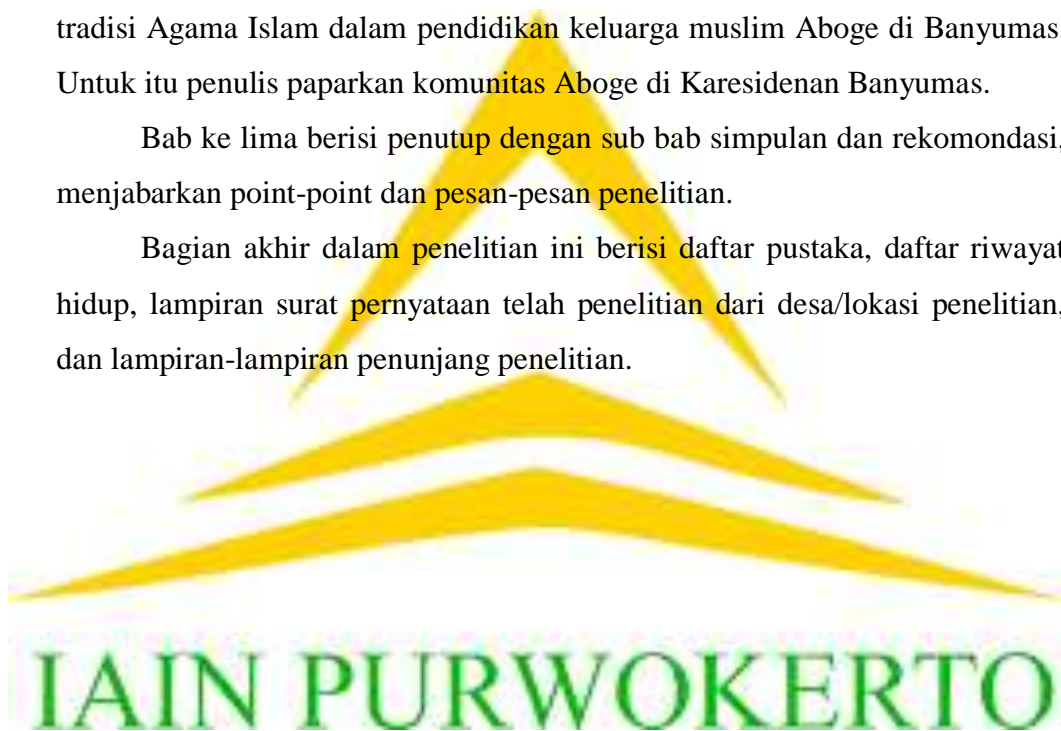 tradisi Agama Islam dalam pendidikan keluarga muslim Aboge di Banyumas.
Untuk itu penulis paparkan komunitas Aboge di Karesidenan Banyumas.
Bab ke lima berisi penutup dengan sub bab simpulan dan rekomondasi,
menjabarkan point-point dan pesan-pesan penelitian.
Bagian akhir dalam penelitian ini berisi daftar pustaka, daftar riwayat
hidup, lampiran surat pernyataan telah penelitian dari desa/lokasi penelitian,
dan lampiran-lampiran penunjang penelitian.
IAIN PURWOKERTO